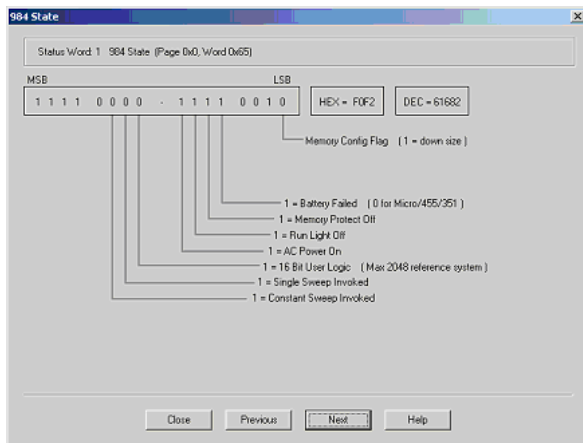 984 State
Status Word: 1 984 State (Page 0x0, Word 0x65)
MSB LSB
1 1 1 1 0 0 0 0 - 1 1 1 1 0 0 1 0 HEX = F0F2 DEC = 61682
Memory Config Flag ( 1 = down size )
1 = Battery Failed ( 0 for Micro/455/351 )
1 = Memory Protect Off
1 = Run Light Off
1 = AC Power On
1 = 16 Bit User Logic ( Max 2048 reference system )
1 = Single Sweep Invoked
1 = Constant Sweep Invoked
Close Previous Next Help